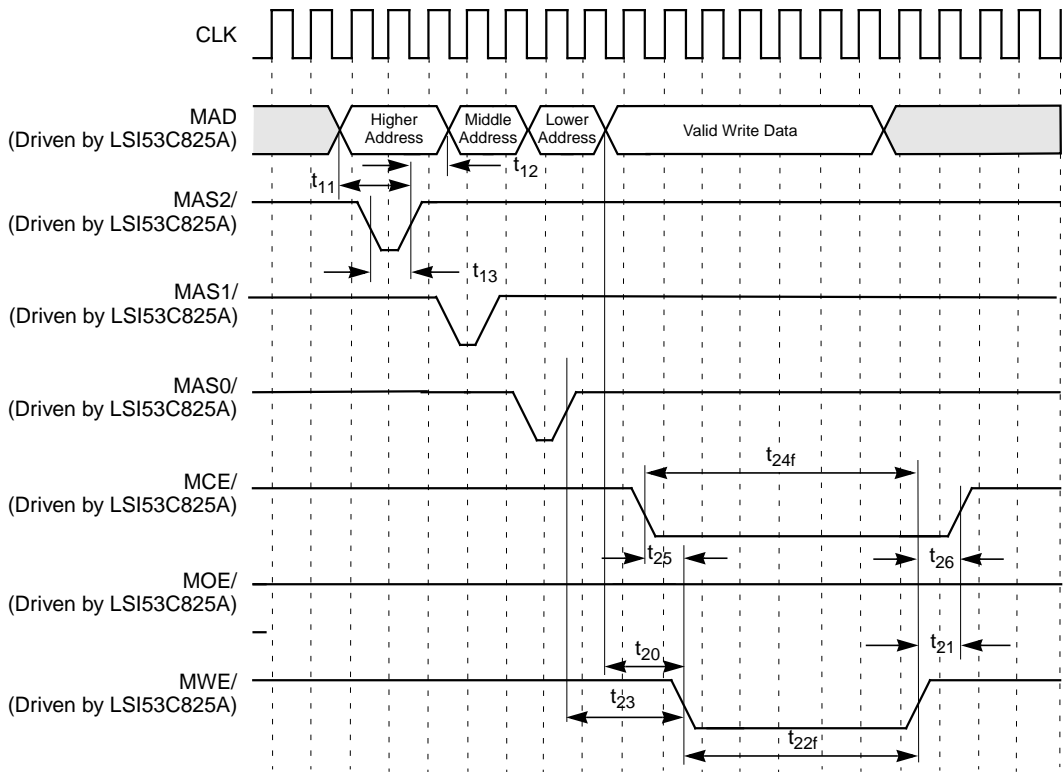 CLK
MAD
(Driven by LSI53C825A)
Higher
Address
Middle
Address
Lower
Address
Valid Write Data
t12
t11
MAS2/
(Driven by LSI53C825A)
t13
MAS1/
(Driven by LSI53C825A)
MAS0/
(Driven by LSI53C825A)
t24f
MCE/
(Driven by LSI53C825A)
t25
t26
MOE/
(Driven by LSI53C825A)
t21
t20
MWE/
(Driven by LSI53C825A)
t23
t22f